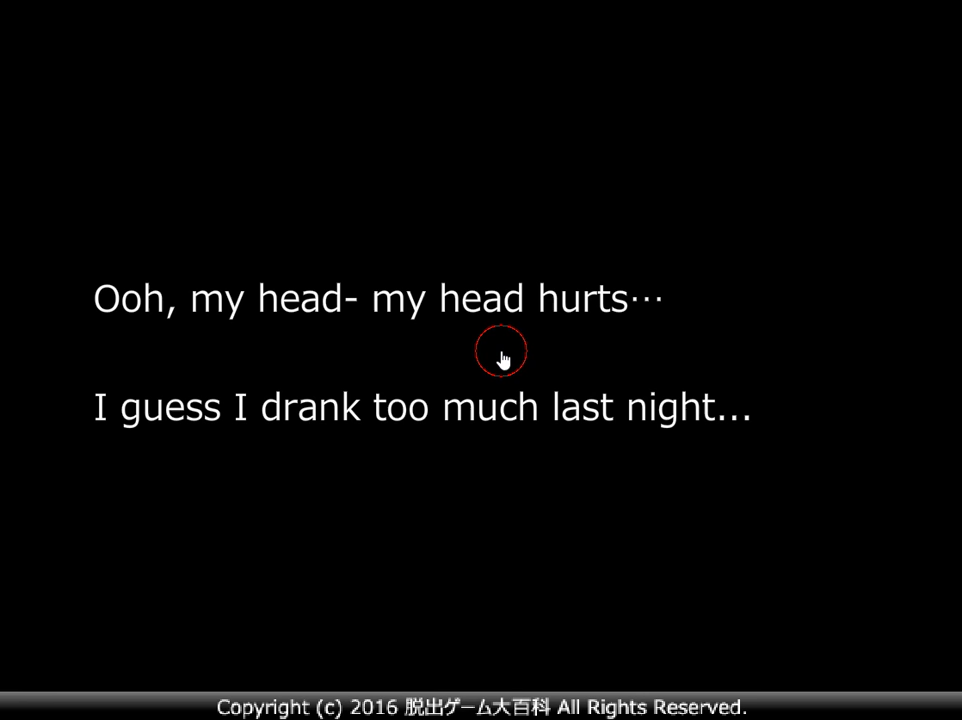 Ooh, my head- my head hurts…
I guess I drank too much last night...
Copyright (c) 2016 脱出ゲーム大百科 All Rights Reserved.